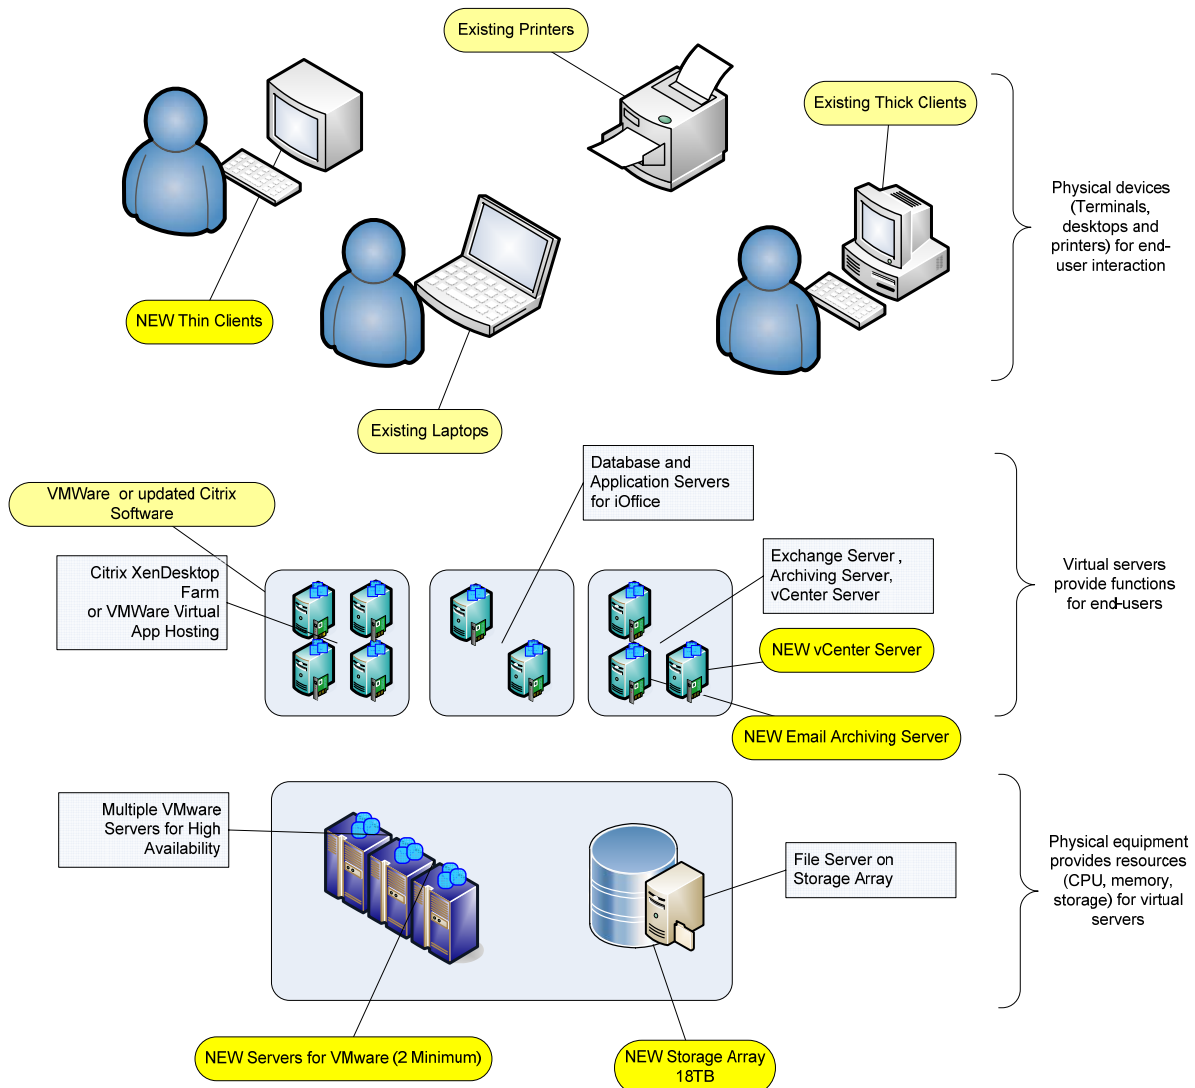 Existing Printers
Existing Thick Clients
Physical devices
(Terminals,
desktops and
printers) for end-
user interaction
NEW Thin Clients
Existing Laptops
Database and
Application Servers
for iOffice
VMWare or updated Citrix
Software
Citrix XenDesktop
Farm
or VMWare Virtual
App Hosting
Exchange Server ,
Archiving Server,
vCenter Server
Virtual servers
provide functions
for end-users
NEW vCenter Server
NEW Email Archiving Server
Multiple VMware
Servers for High
Availability
File Server on
Storage Array
Physical equipment
provides resources
(CPU, memory,
storage) for virtual
servers
NEW Servers for VMware (2 Minimum)
NEW Storage Array
18TB